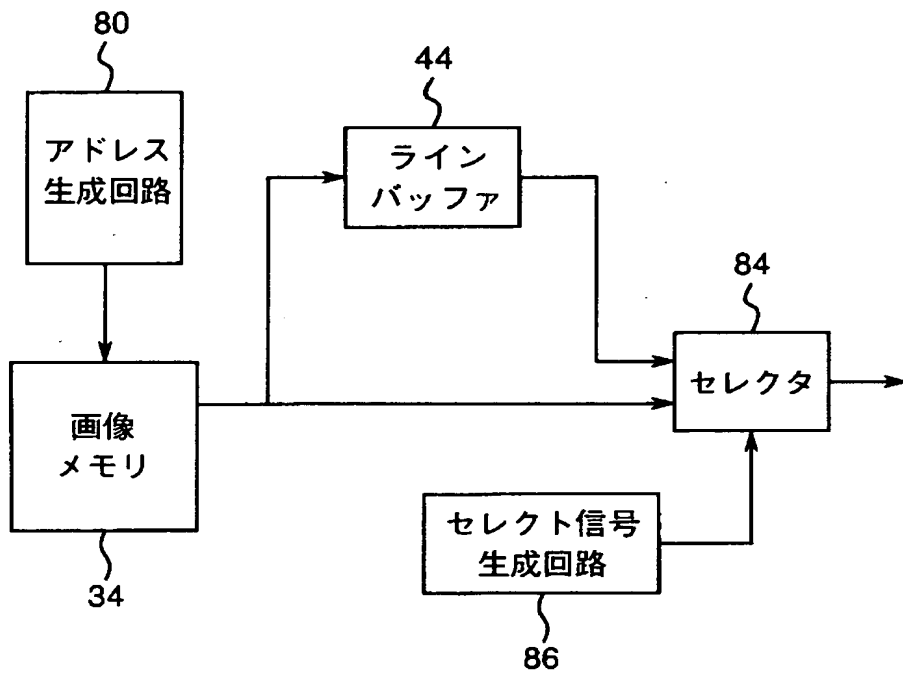 80
アドレス
生成回路
44
ライン
バッファ
84
セレクタ
画像
メモリ
34
セレクト信号
生成回路
86